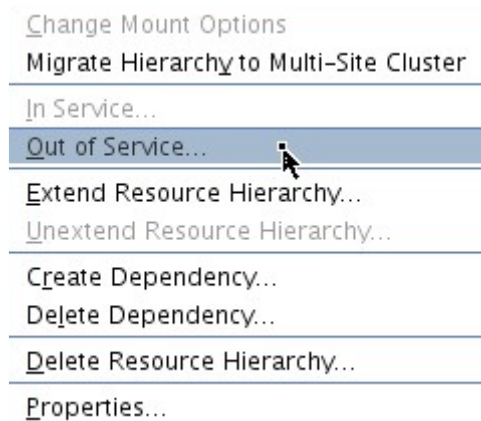 Change Mount Options
Migrate Hierarchy to Multi-Site Cluster
In Service...
Out of Service...
Extend Resource Hierarchy...
Unextend Resource Hierarchy...
Create Dependency...
Delete Dependency...
Delete Resource Hierarchy...
Properties...